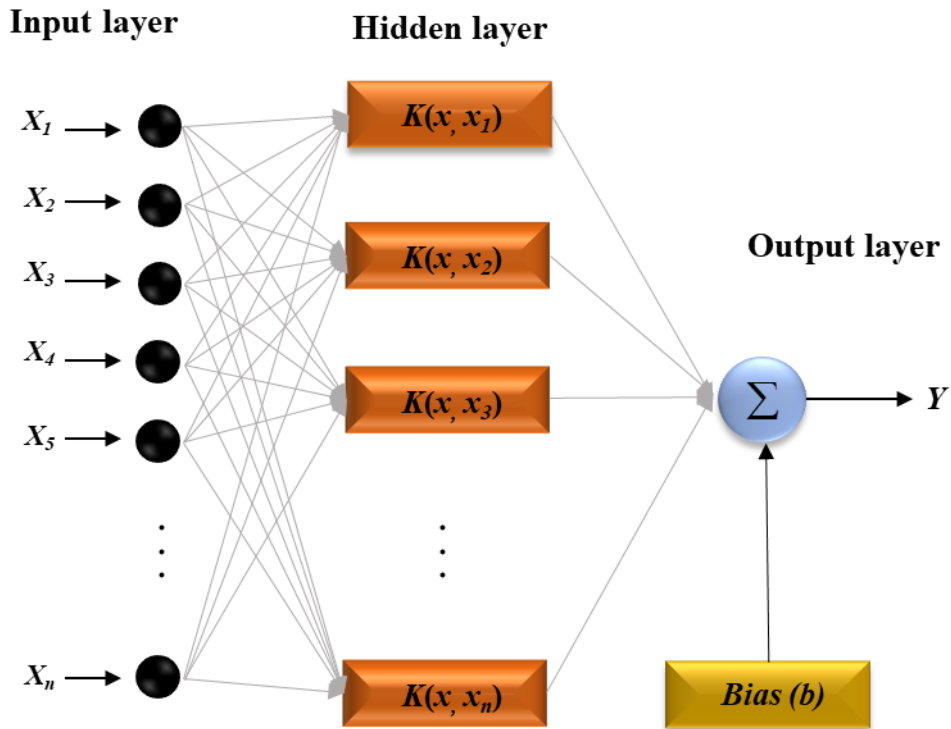 Input layer
Hidden layer
X₁
X₂
X₃
X₄
X₅
Xₙ
K(x, x₁)
K(x, x₂)
K(x, x₃)
K(x, xₙ)
Output layer
Σ
Y
Bias (b)